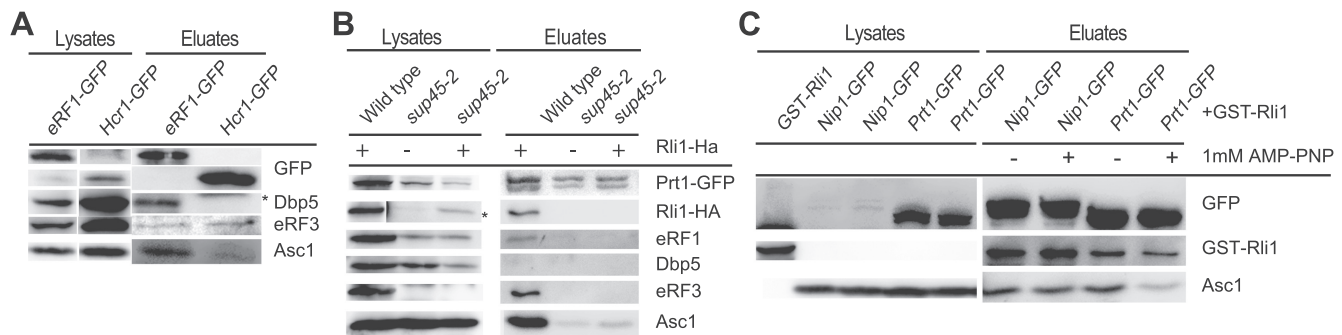 A
Lysates Eluates
eRF1-GFP Hcr1-GFP eRF1-GFP Hcr1-GFP
GFP
* Dbp5
eRF3
Asc1
B
Lysates Eluates
Wild type sup45-2 sup45-2 Wild type sup45-2 sup45-2
+ - + + - + Rli1-Ha
Prt1-GFP
* Rli1-HA
eRF1
Dbp5
eRF3
Asc1
C
Lysates Eluates
GST-Rli1 Nip1-GFP Nip1-GFP Prt1-GFP Prt1-GFP Nip1-GFP Nip1-GFP Prt1-GFP Prt1-GFP +GST-Rli1
- + - + 1mM AMP-PNP
GFP
GST-Rli1
Asc1